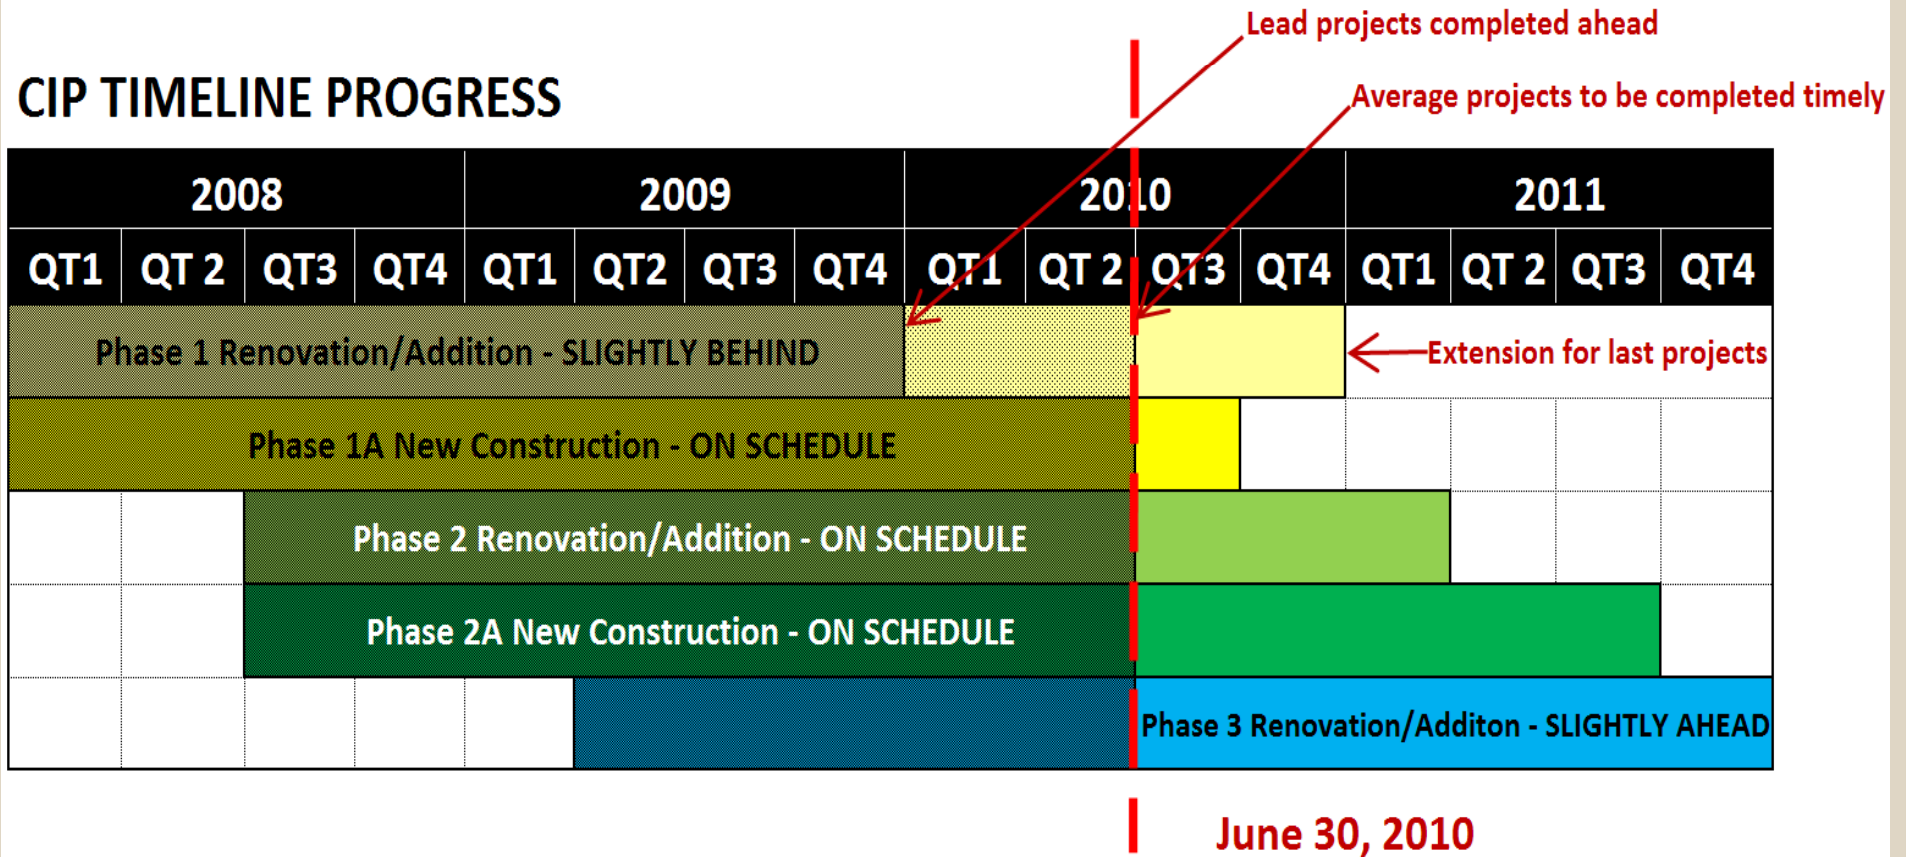 Lead projects completed ahead
CIP TIMELINE PROGRESS
Average projects to be completed timely
2008 2009 2010 2011
QT1 QT 2 QT3 QT4 QT1 QT2 QT3 QT4 QT1 QT 2 QT3 QT4 QT1 QT 2 QT3 QT4
Phase 1 Renovation/Addition - SLIGHTLY BEHIND
Extension for last projects
Phase 1A New Construction - ON SCHEDULE
Phase 2 Renovation/Addition - ON SCHEDULE
Phase 2A New Construction - ON SCHEDULE
Phase 3 Renovation/Additon - SLIGHTLY AHEAD
June 30, 2010